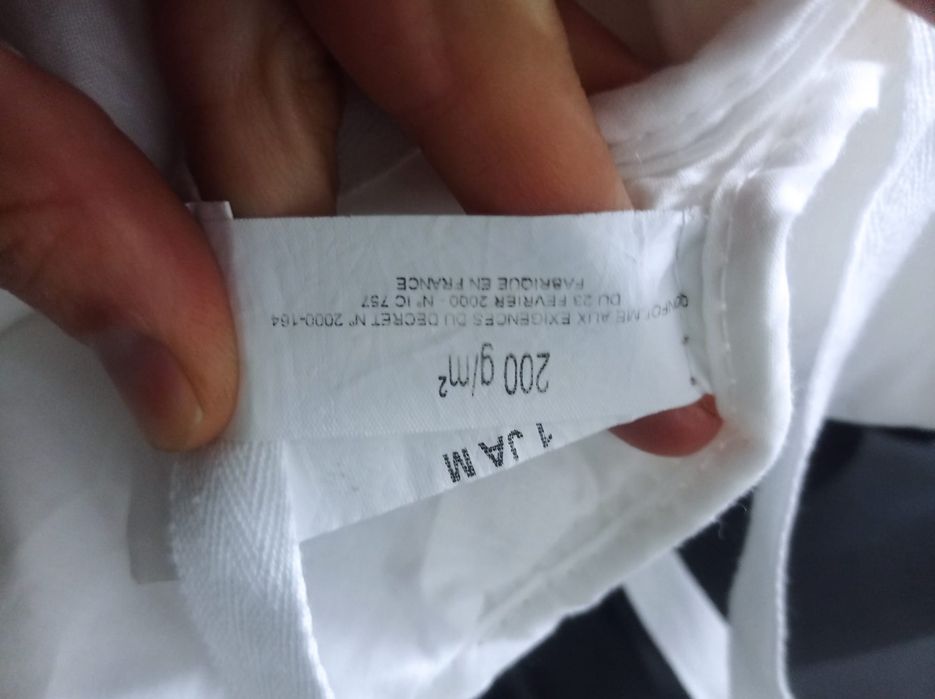 200 g/m²
CONFORME AUX EXIGENCES DU DECRET N° 2000-164
DU 23 FEVRIER 2000 - N° IC 757
FABRIQUE EN FRANCE
1 JAM